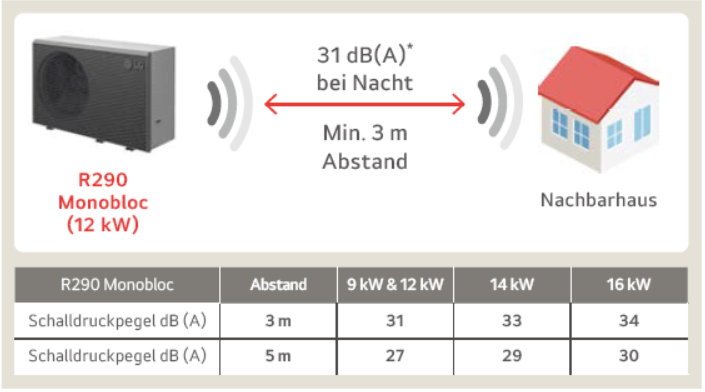 LG
31 dB(A)*
bei Nacht
Min. 3 m
Abstand
R290
Monobloc
(12 kW)
Nachbarhaus
R290 Monobloc Abstand 9 kW & 12 kW 14 kW 16 kW
Schalldruckpegel dB (A) 3 m 31 33 34
Schalldruckpegel dB (A) 5 m 27 29 30